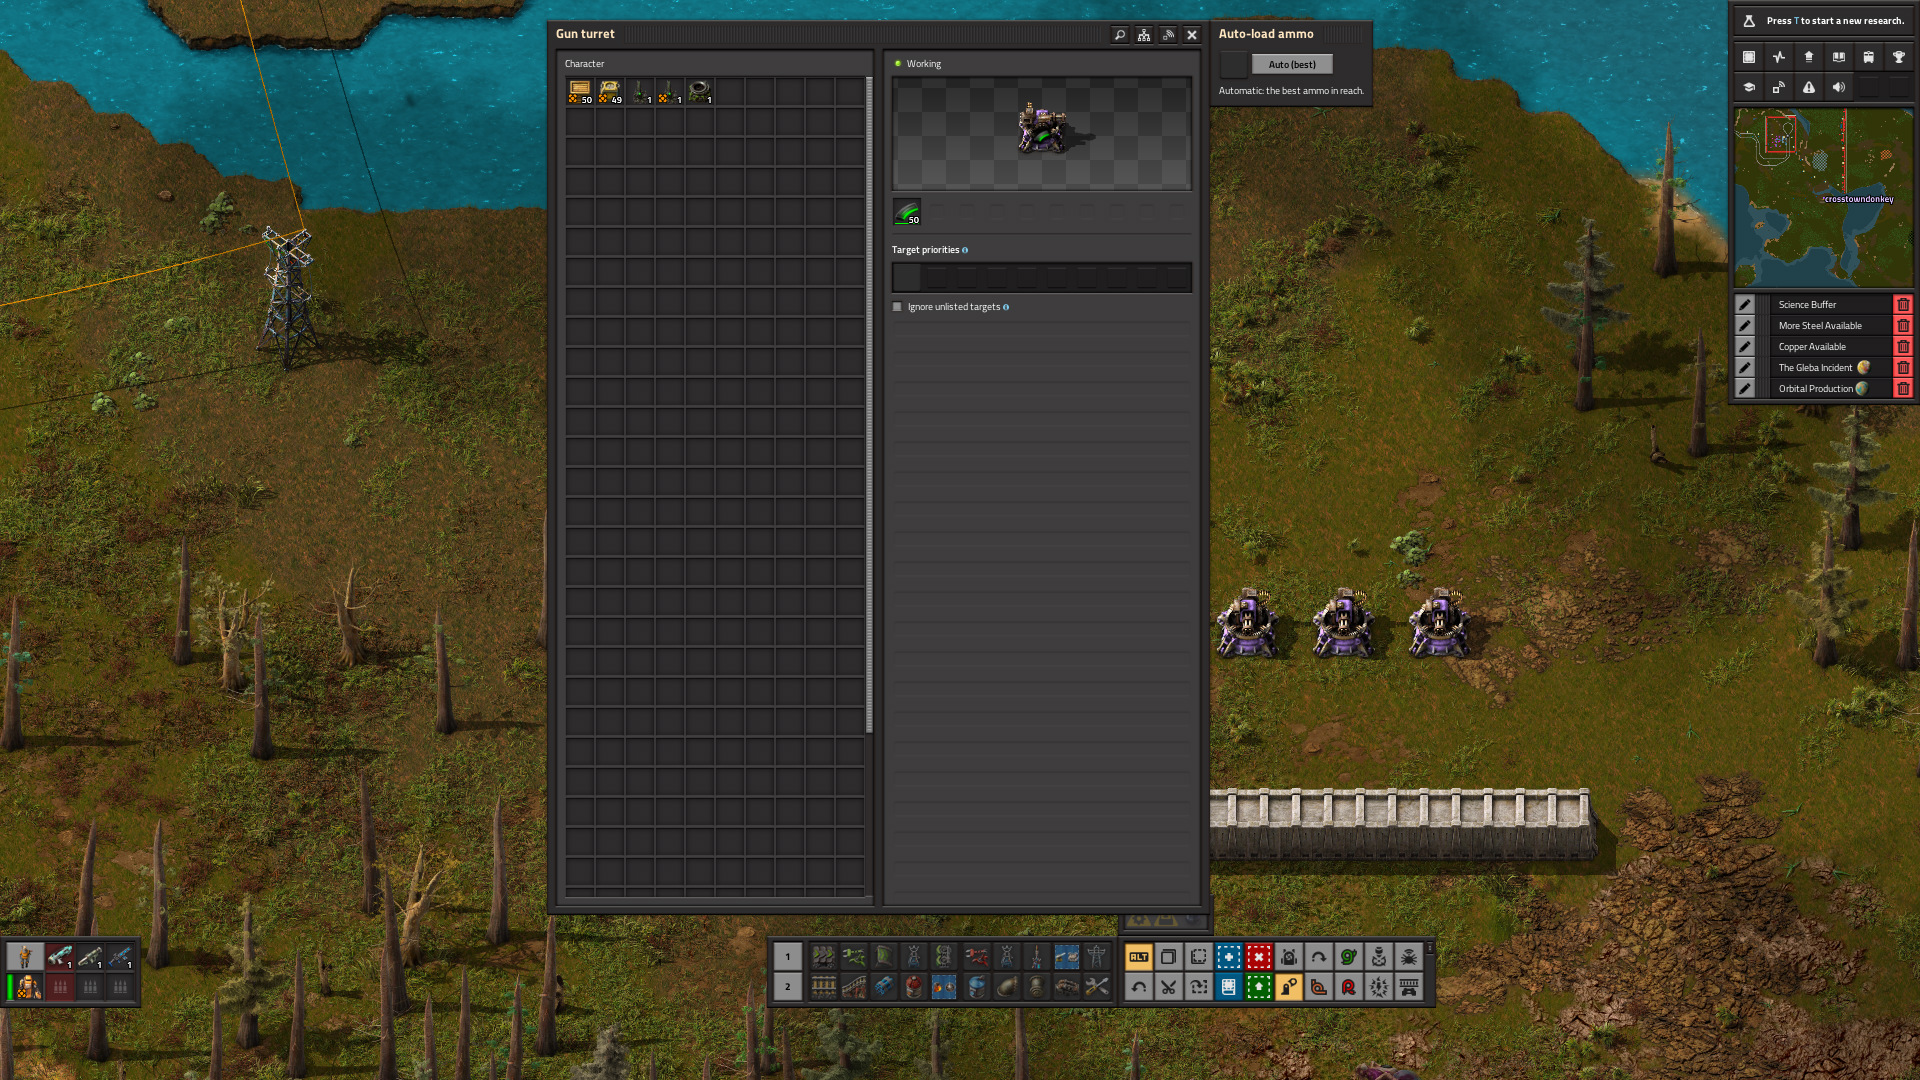 Gun turret
Character
50
49
1
1
1
Working
50
Target priorities
Ignore unlisted targets
Auto-load ammo
Auto (best)
Automatic: the best ammo in reach.
Press T to start a new research.
crosstowndonkey
Science Buffer
More Steel Available
Copper Available
The Gleba Incident
Orbital Production
1
1
1
1
2
ALT